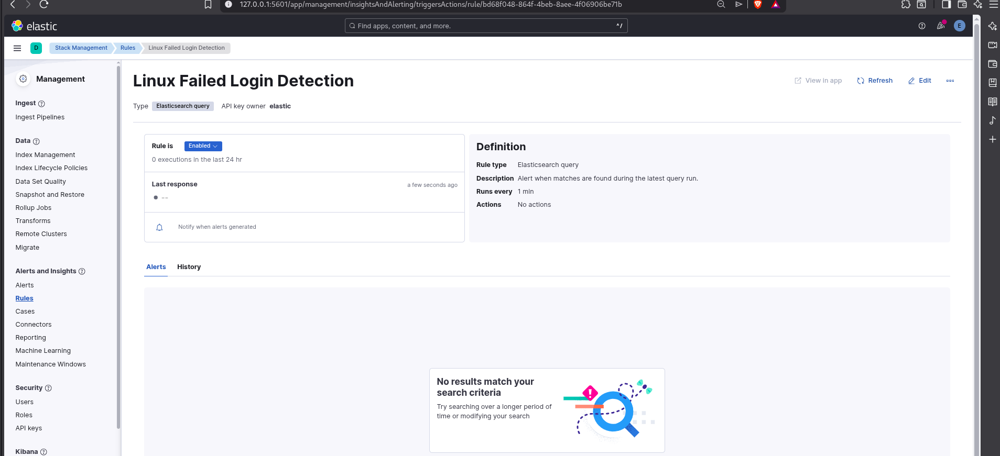 127.0.0.1:5601/app/management/insightsAndAlerting/triggersActions/rule/bd68f048-864f-4beb-8aee-4f06906be71b
elastic
Find apps, content, and more.
^/
E
D
Stack Management
Rules
Linux Failed Login Detection
Management
Ingest
Ingest Pipelines
Data
Index Management
Index Lifecycle Policies
Data Set Quality
Snapshot and Restore
Rollup Jobs
Transforms
Remote Clusters
Migrate
Alerts and Insights
Alerts
Rules
Cases
Connectors
Reporting
Machine Learning
Maintenance Windows
Security
Users
Roles
API keys
Kibana
Linux Failed Login Detection
View in app
Refresh
Edit
Type Elasticsearch query API key owner elastic
Rule is Enabled
0 executions in the last 24 hr
Last response a few seconds ago
--
Notify when alerts generated
Definition
Rule type Elasticsearch query
Description Alert when matches are found during the latest query run.
Runs every 1 min
Actions No actions
Alerts History
No results match your
search criteria
Try searching over a longer period of
time or modifying your search